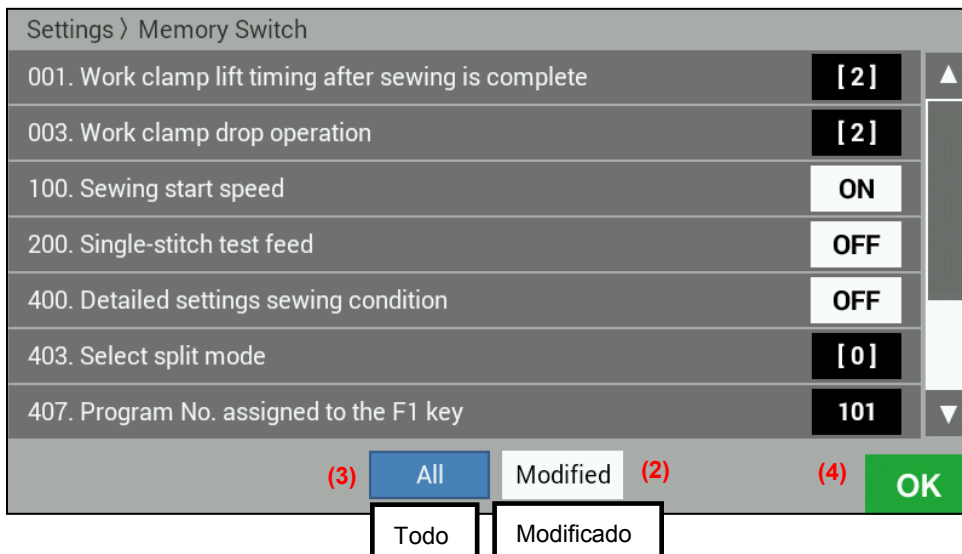 Settings 〉 Memory Switch
001. Work clamp lift timing after sewing is complete [ 2 ]
003. Work clamp drop operation [ 2 ]
100. Sewing start speed ON
200. Single-stitch test feed OFF
400. Detailed settings sewing condition OFF
403. Select split mode [ 0 ]
407. Program No. assigned to the F1 key 101
(3) All Modified (2) (4) OK
Todo Modificado